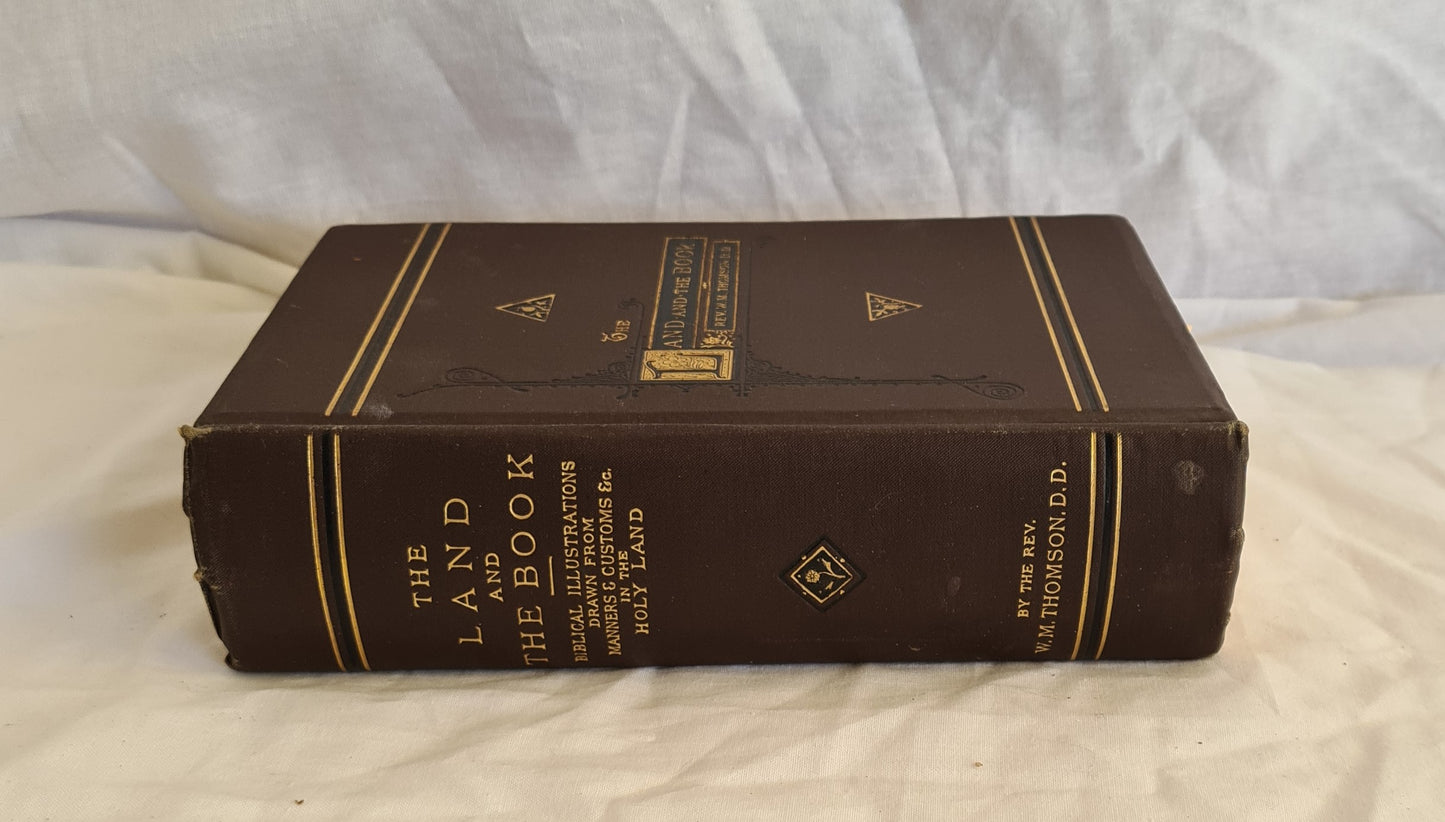 The
LAND·AND·THE·BOOK
REV. W. M. THOMSON D.D.
THE
LAND
AND
THE BOOK
BIBLICAL ILLUSTRATIONS
DRAWN FROM
MANNERS & CUSTOMS &c.
IN THE
HOLY LAND
BY THE REV.
W. M. THOMSON. D. D.